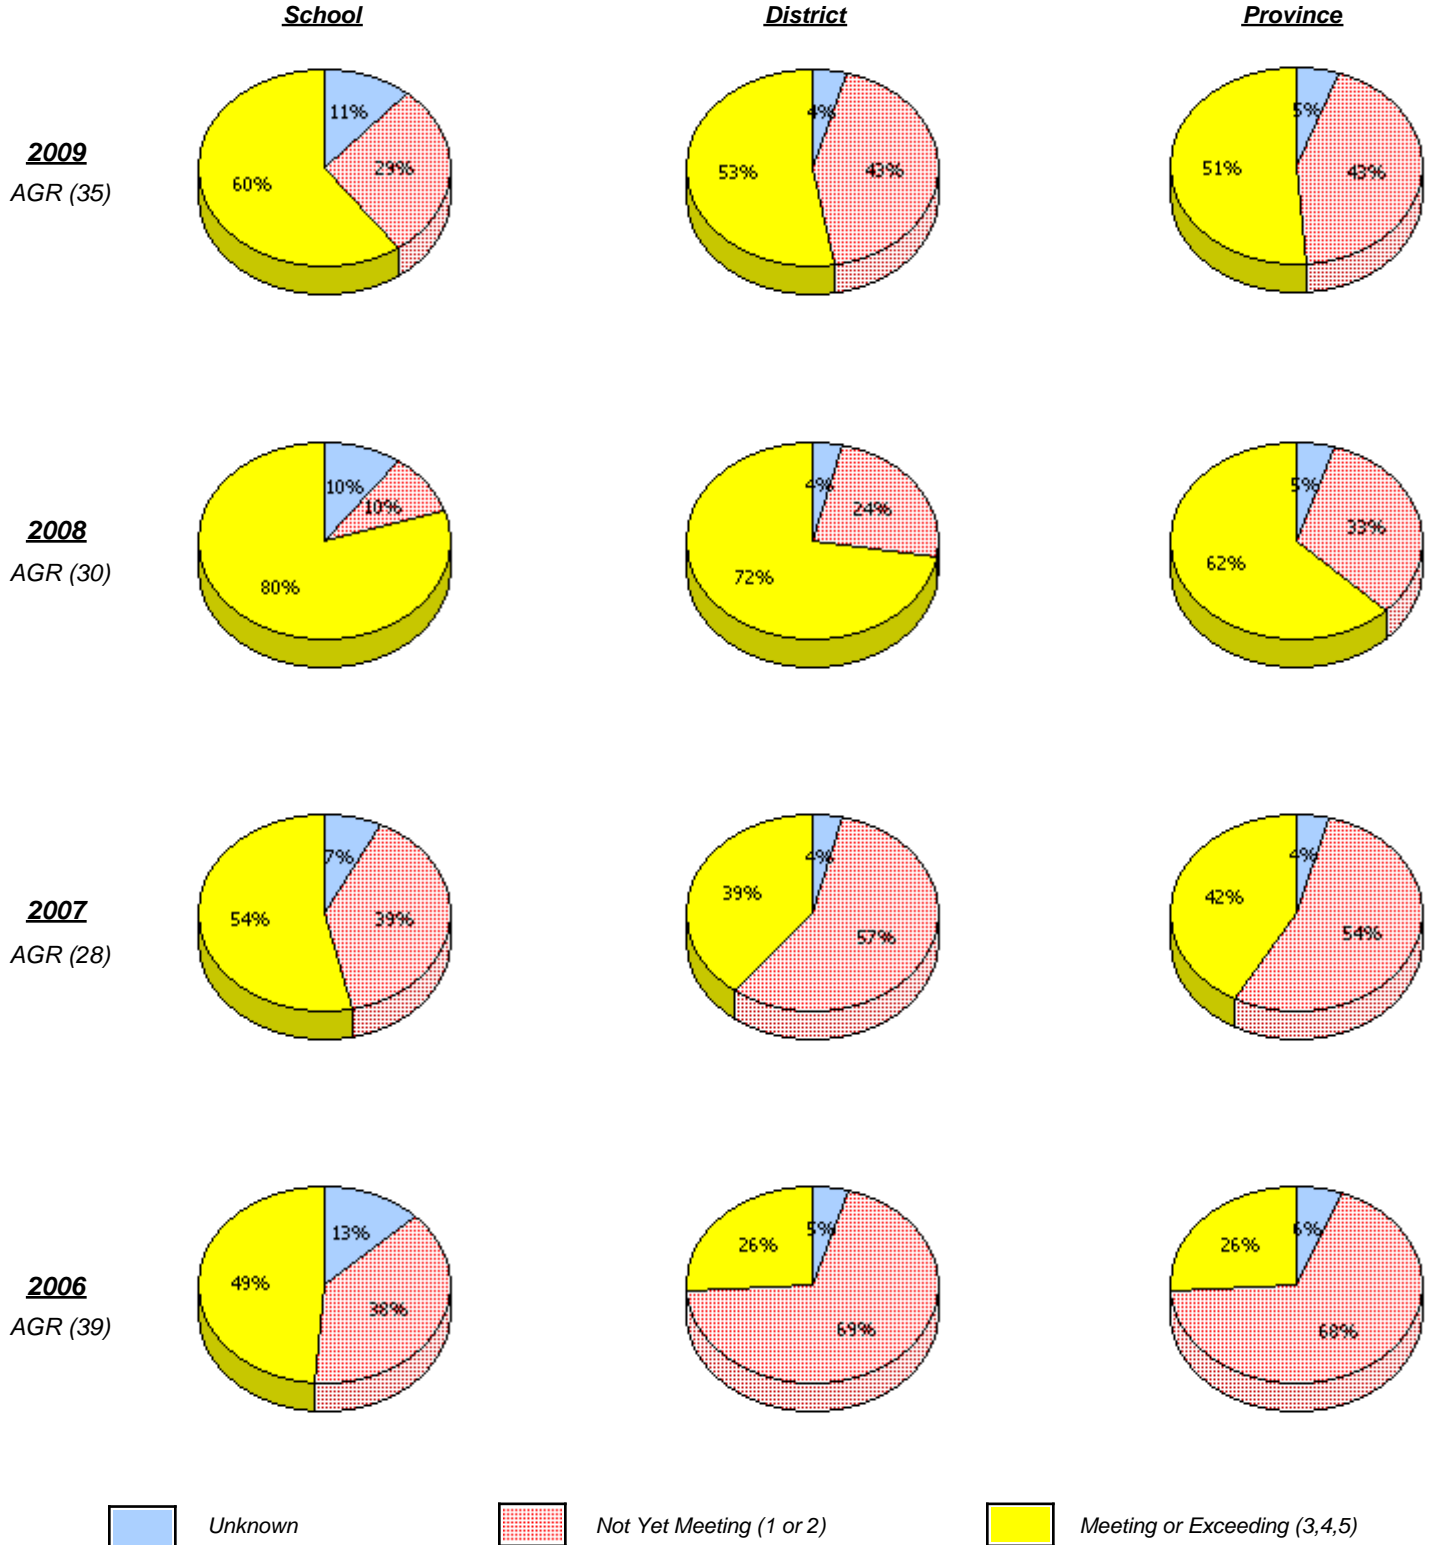 School District Province
11% 4% 5%
2009
29% 43% 43%
AGR (35)
60% 53% 51%
10% 4% 5%
10% 24% 33%
2008
AGR (30)
80% 72% 62%
7% 4% 4%
39% 42%
2007
54% 39% 57% 54%
AGR (28)
13% 5% 6%
26% 26%
2006
49% 38%
AGR (39)
69% 68%
Unknown Not Yet Meeting (1 or 2) Meeting or Exceeding (3,4,5)